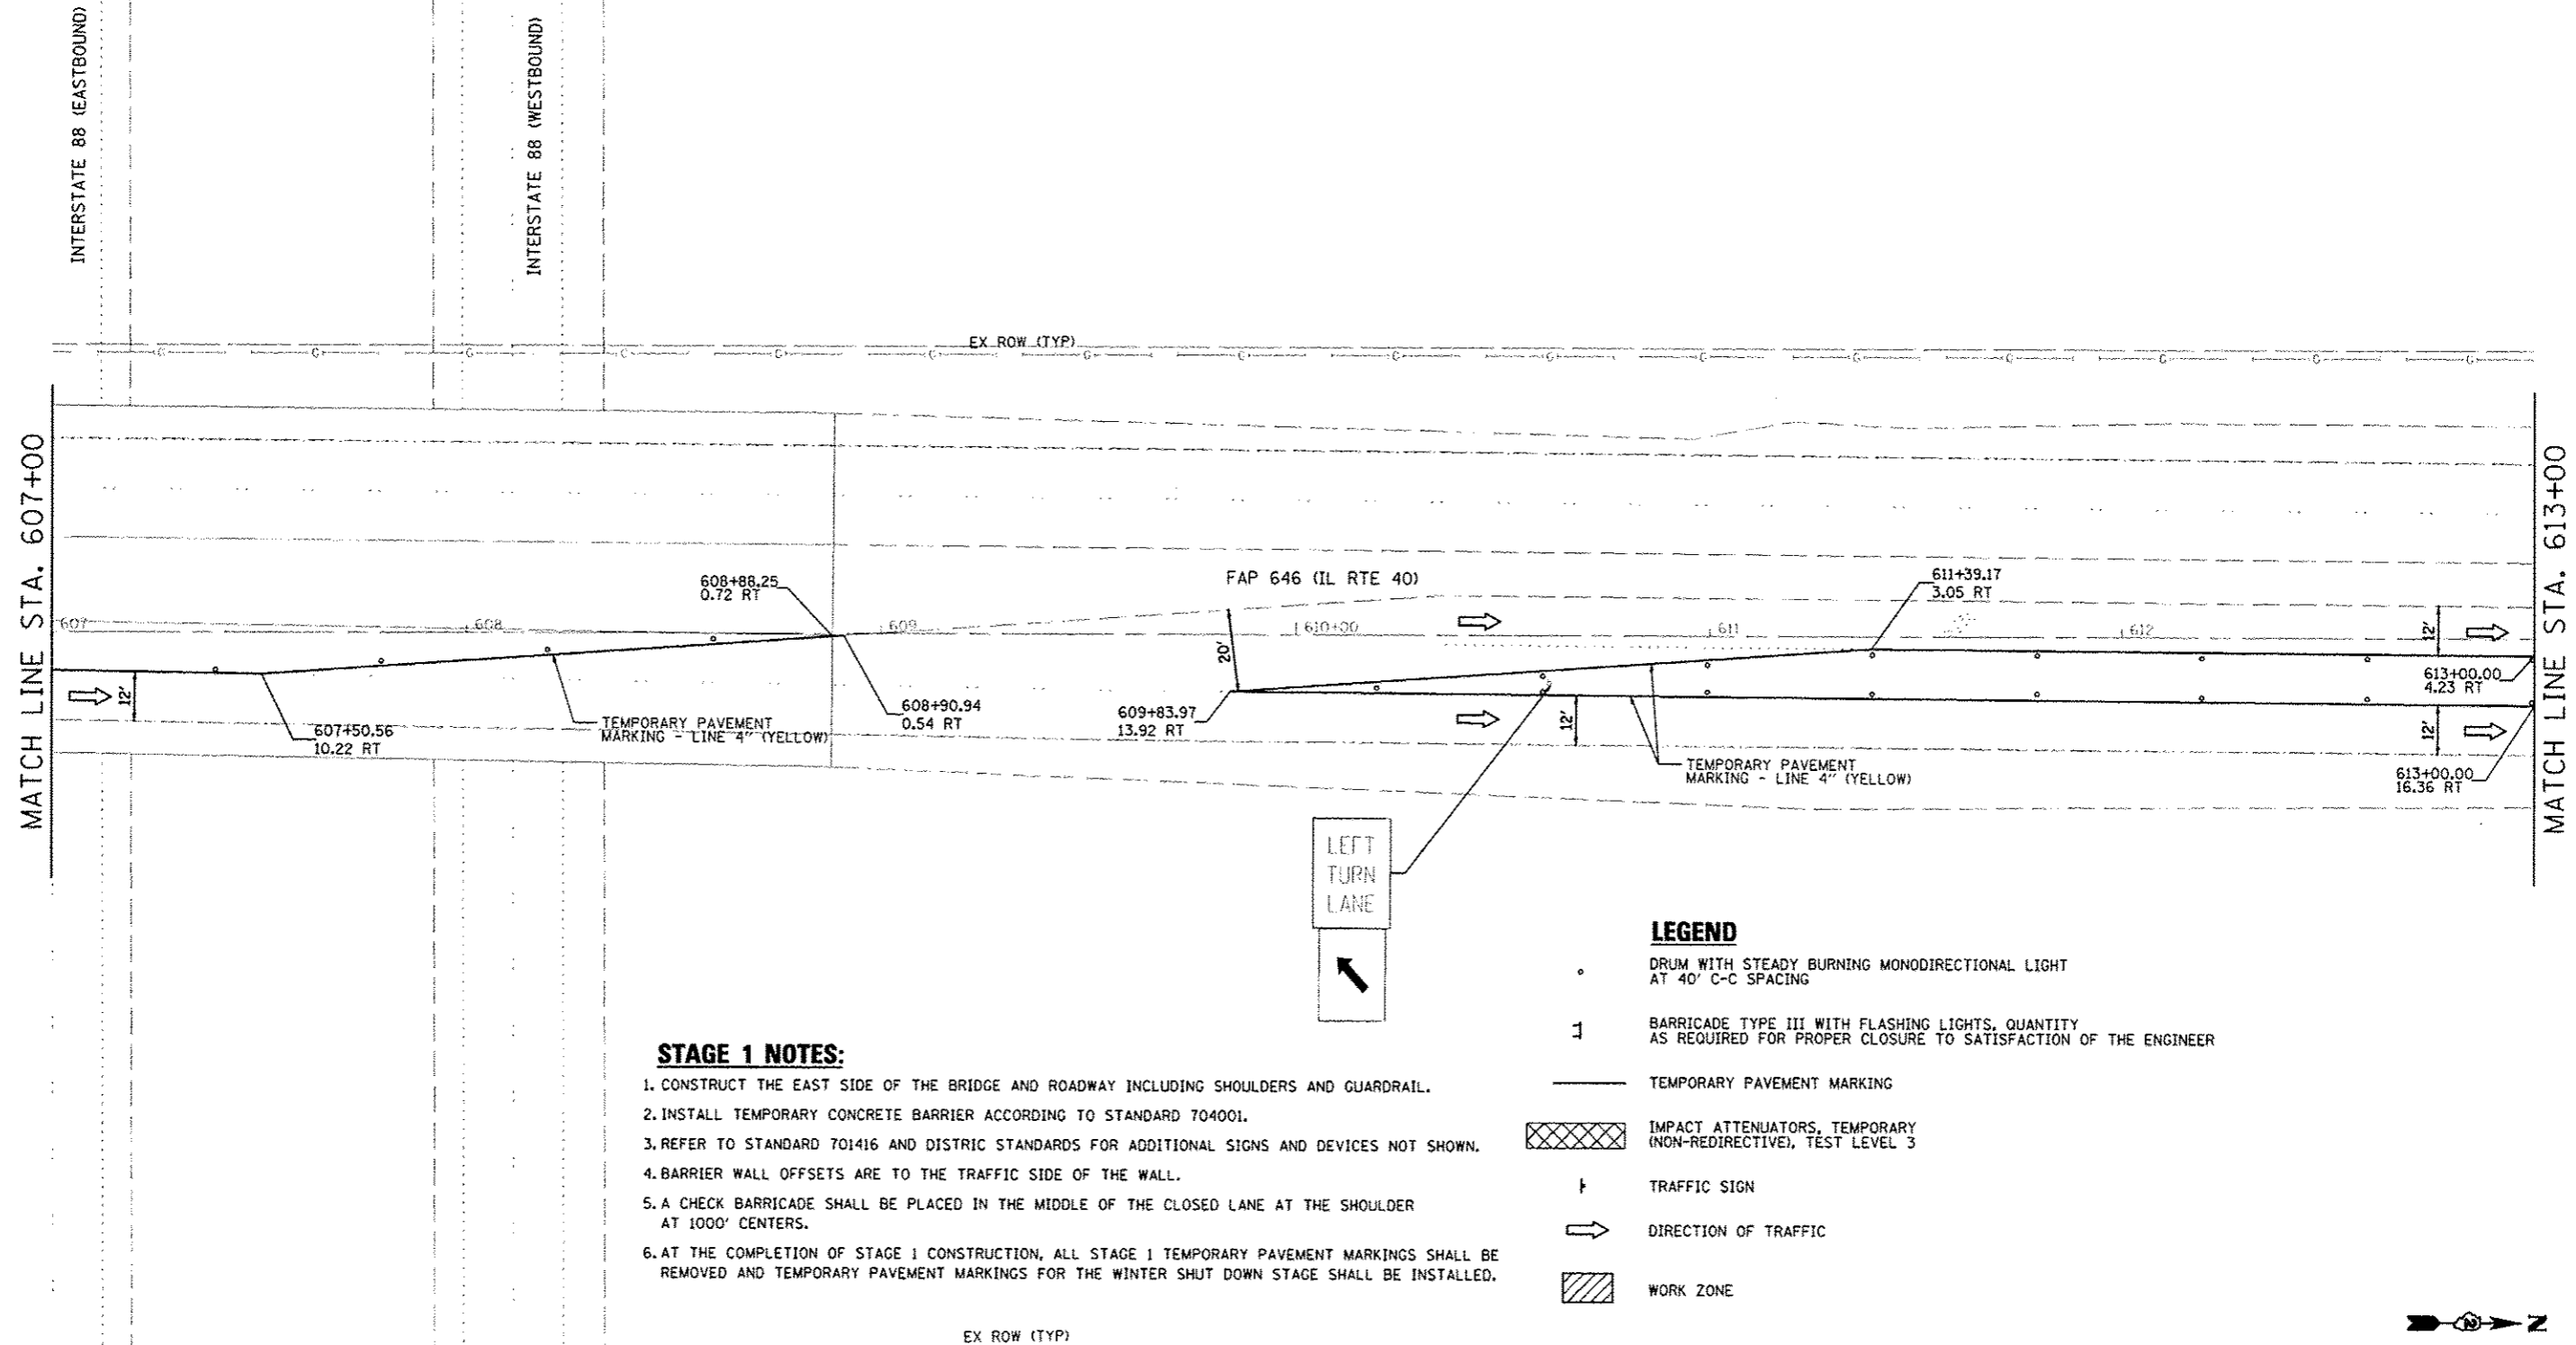 INTERSTATE 88 (EASTBOUND)
INTERSTATE 88 (WESTBOUND)
EX ROW (TYP)
MATCH LINE STA. 607+00
MATCH LINE STA. 613+00
FAP 646 (IL RTE 40)
607
608
609
610+00
611
612
608+88.25
0.72 RT
611+39.17
3.05 RT
20'
12'
12'
12'
12'
607+50.56
10.22 RT
TEMPORARY PAVEMENT
MARKING - LINE 4" (YELLOW)
608+90.94
0.54 RT
609+83.97
13.92 RT
613+00.00
4.23 RT
TEMPORARY PAVEMENT
MARKING - LINE 4" (YELLOW)
613+00.00
16.36 RT
LEFT
TURN
LANE
STAGE 1 NOTES:
1. CONSTRUCT THE EAST SIDE OF THE BRIDGE AND ROADWAY INCLUDING SHOULDERS AND GUARDRAIL.
2. INSTALL TEMPORARY CONCRETE BARRIER ACCORDING TO STANDARD 704001.
3. REFER TO STANDARD 701416 AND DISTRIC STANDARDS FOR ADDITIONAL SIGNS AND DEVICES NOT SHOWN.
4. BARRIER WALL OFFSETS ARE TO THE TRAFFIC SIDE OF THE WALL.
5. A CHECK BARRICADE SHALL BE PLACED IN THE MIDDLE OF THE CLOSED LANE AT THE SHOULDER
AT 1000' CENTERS.
6. AT THE COMPLETION OF STAGE 1 CONSTRUCTION, ALL STAGE 1 TEMPORARY PAVEMENT MARKINGS SHALL BE
REMOVED AND TEMPORARY PAVEMENT MARKINGS FOR THE WINTER SHUT DOWN STAGE SHALL BE INSTALLED.
LEGEND
DRUM WITH STEADY BURNING MONODIRECTIONAL LIGHT
AT 40' C-C SPACING
BARRICADE TYPE III WITH FLASHING LIGHTS, QUANTITY
AS REQUIRED FOR PROPER CLOSURE TO SATISFACTION OF THE ENGINEER
TEMPORARY PAVEMENT MARKING
IMPACT ATTENUATORS, TEMPORARY
(NON-REDIRECTIVE), TEST LEVEL 3
TRAFFIC SIGN
DIRECTION OF TRAFFIC
WORK ZONE
EX ROW (TYP)
N